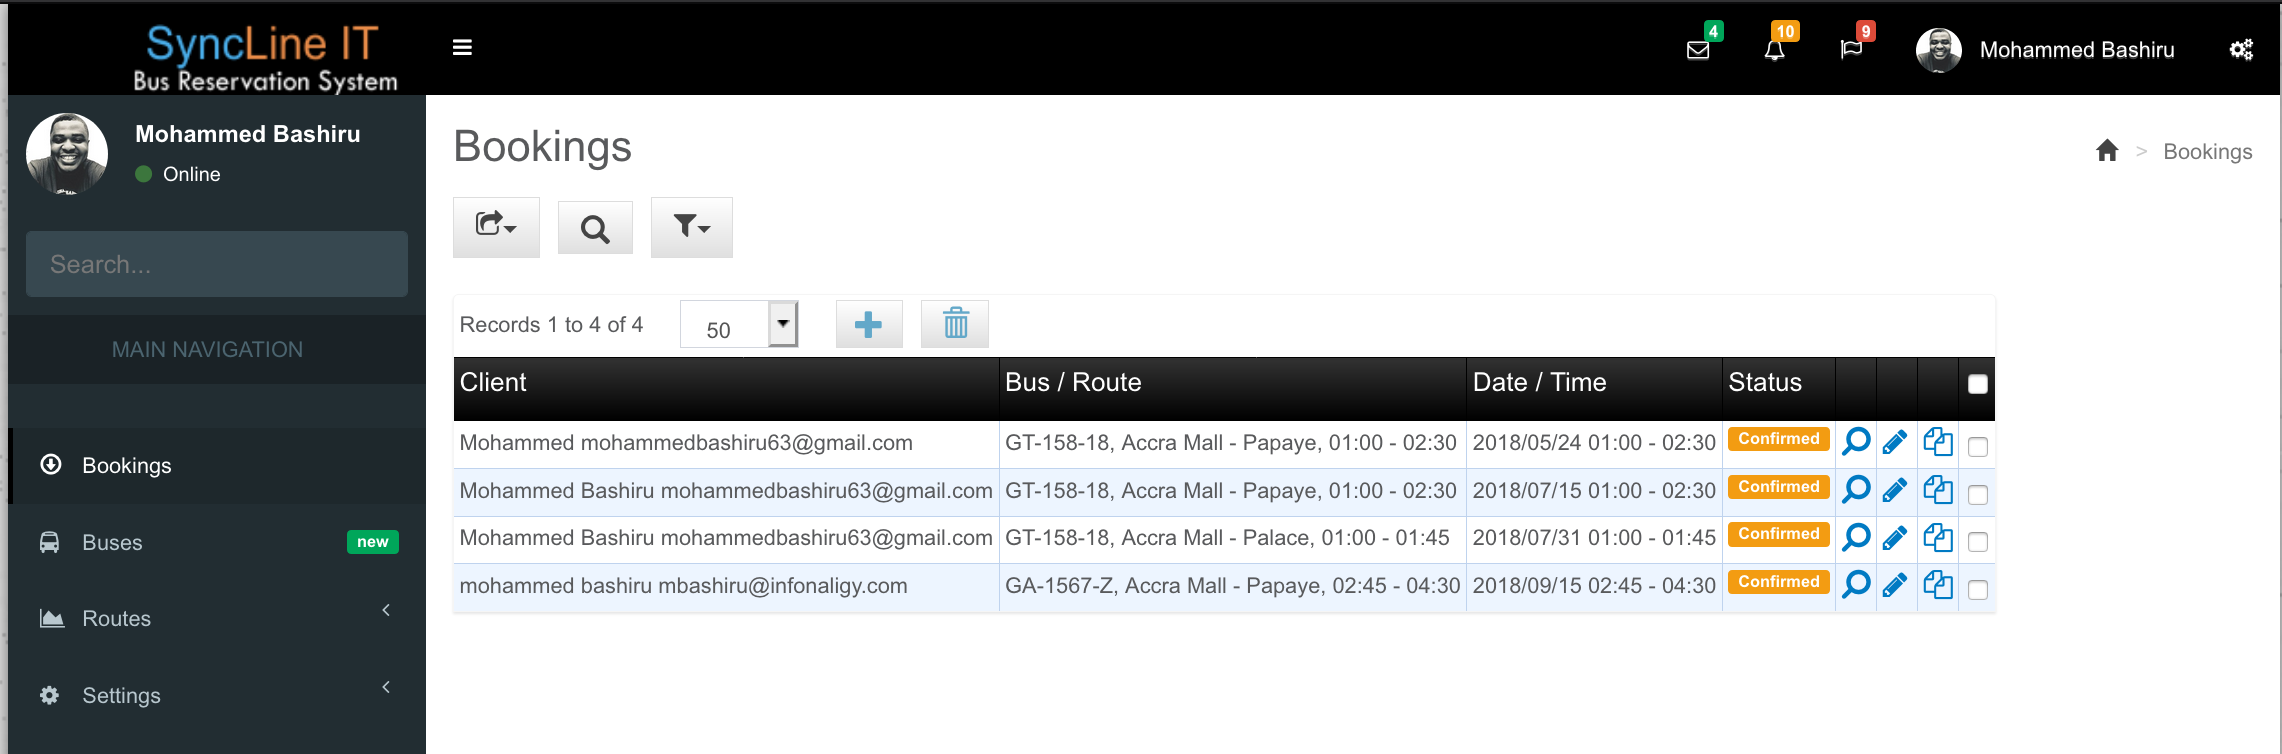 SyncLine IT
Bus Reservation System
4
10
9
Mohammed Bashiru
Mohammed Bashiru
Online
Search...
MAIN NAVIGATION
Bookings
Buses new
Routes
Settings
Bookings
> Bookings
Records 1 to 4 of 4 50
Client Bus / Route Date / Time Status
Mohammed mohammedbashiru63@gmail.com GT-158-18, Accra Mall - Papaye, 01:00 - 02:30 2018/05/24 01:00 - 02:30 Confirmed
Mohammed Bashiru mohammedbashiru63@gmail.com GT-158-18, Accra Mall - Papaye, 01:00 - 02:30 2018/07/15 01:00 - 02:30 Confirmed
Mohammed Bashiru mohammedbashiru63@gmail.com GT-158-18, Accra Mall - Palace, 01:00 - 01:45 2018/07/31 01:00 - 01:45 Confirmed
mohammed bashiru mbashiru@infonaligy.com GA-1567-Z, Accra Mall - Papaye, 02:45 - 04:30 2018/09/15 02:45 - 04:30 Confirmed